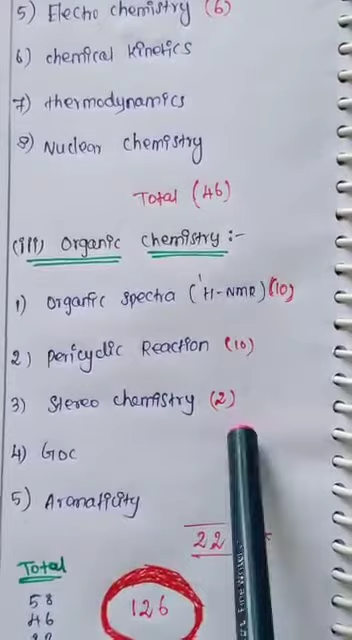 5) Electro chemistry (6)
6) chemical kinetics
7) thermodynamics
8) Nuclear chemistry
Total (46)
(iii) Organic chemistry :-
1) Organic spectra (¹H-NMR) (10)
2) pericyclic Reaction (10)
3) Stereo chemistry (2)
4) GOC
5) Aromaticity
22
Total
58
46
22
126